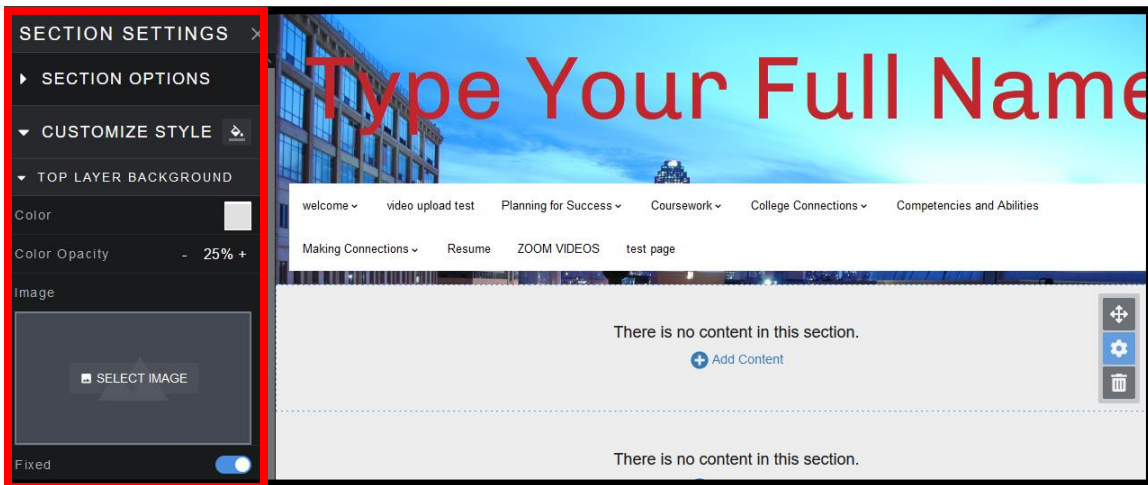 SECTION SETTINGS
SECTION OPTIONS
CUSTOMIZE STYLE
TOP LAYER BACKGROUND
Color
Color Opacity - 25% +
Image
SELECT IMAGE
Fixed
Type Your Full Name
welcome video upload test Planning for Success Coursework College Connections Competencies and Abilities
Making Connections Resume ZOOM VIDEOS test page
There is no content in this section.
Add Content
There is no content in this section.